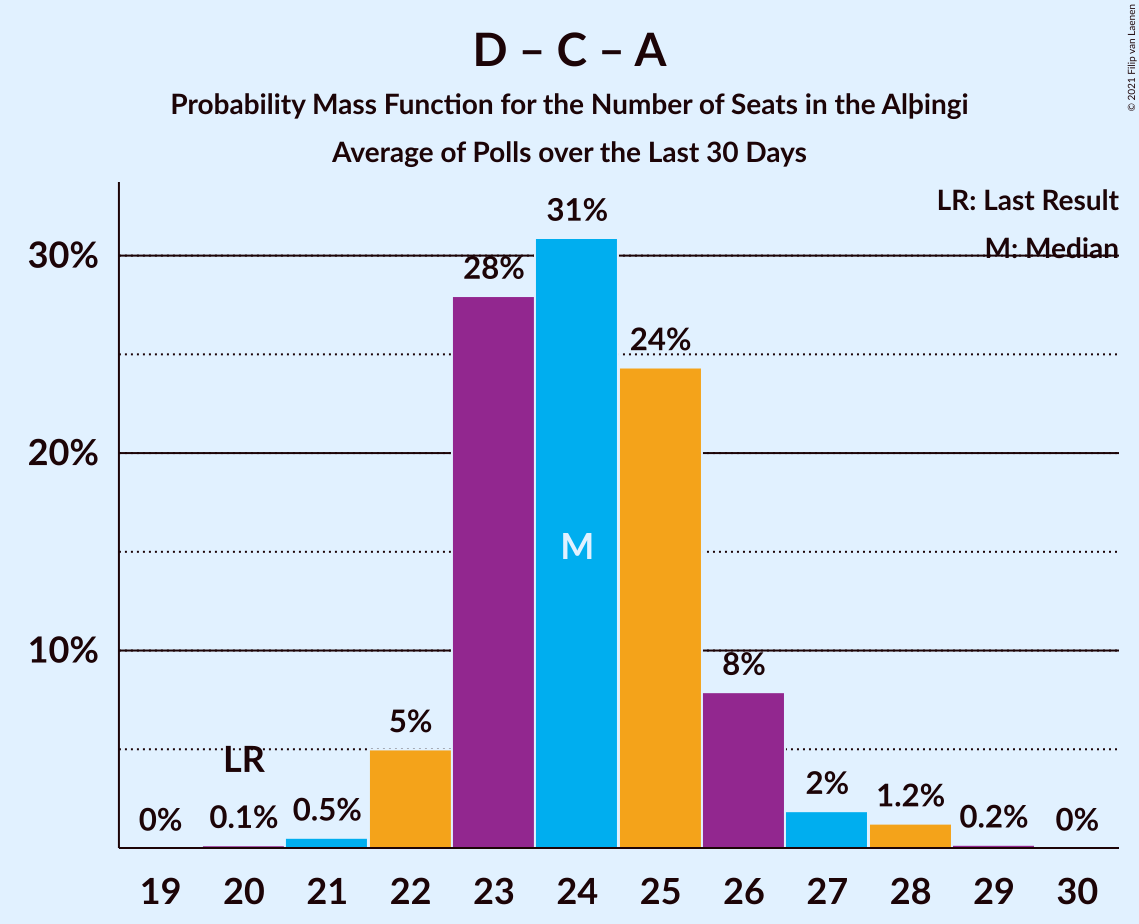 D – C – A
Probability Mass Function for the Number of Seats in the Alþingi
Average of Polls over the Last 30 Days
© 2021 Filip van Laenen
LR: Last Result
M: Median
30%
20%
10%
0%
LR
0.1%
0.5%
5%
28%
31%
M
24%
8%
2%
1.2%
0.2%
0%
19 20 21 22 23 24 25 26 27 28 29 30